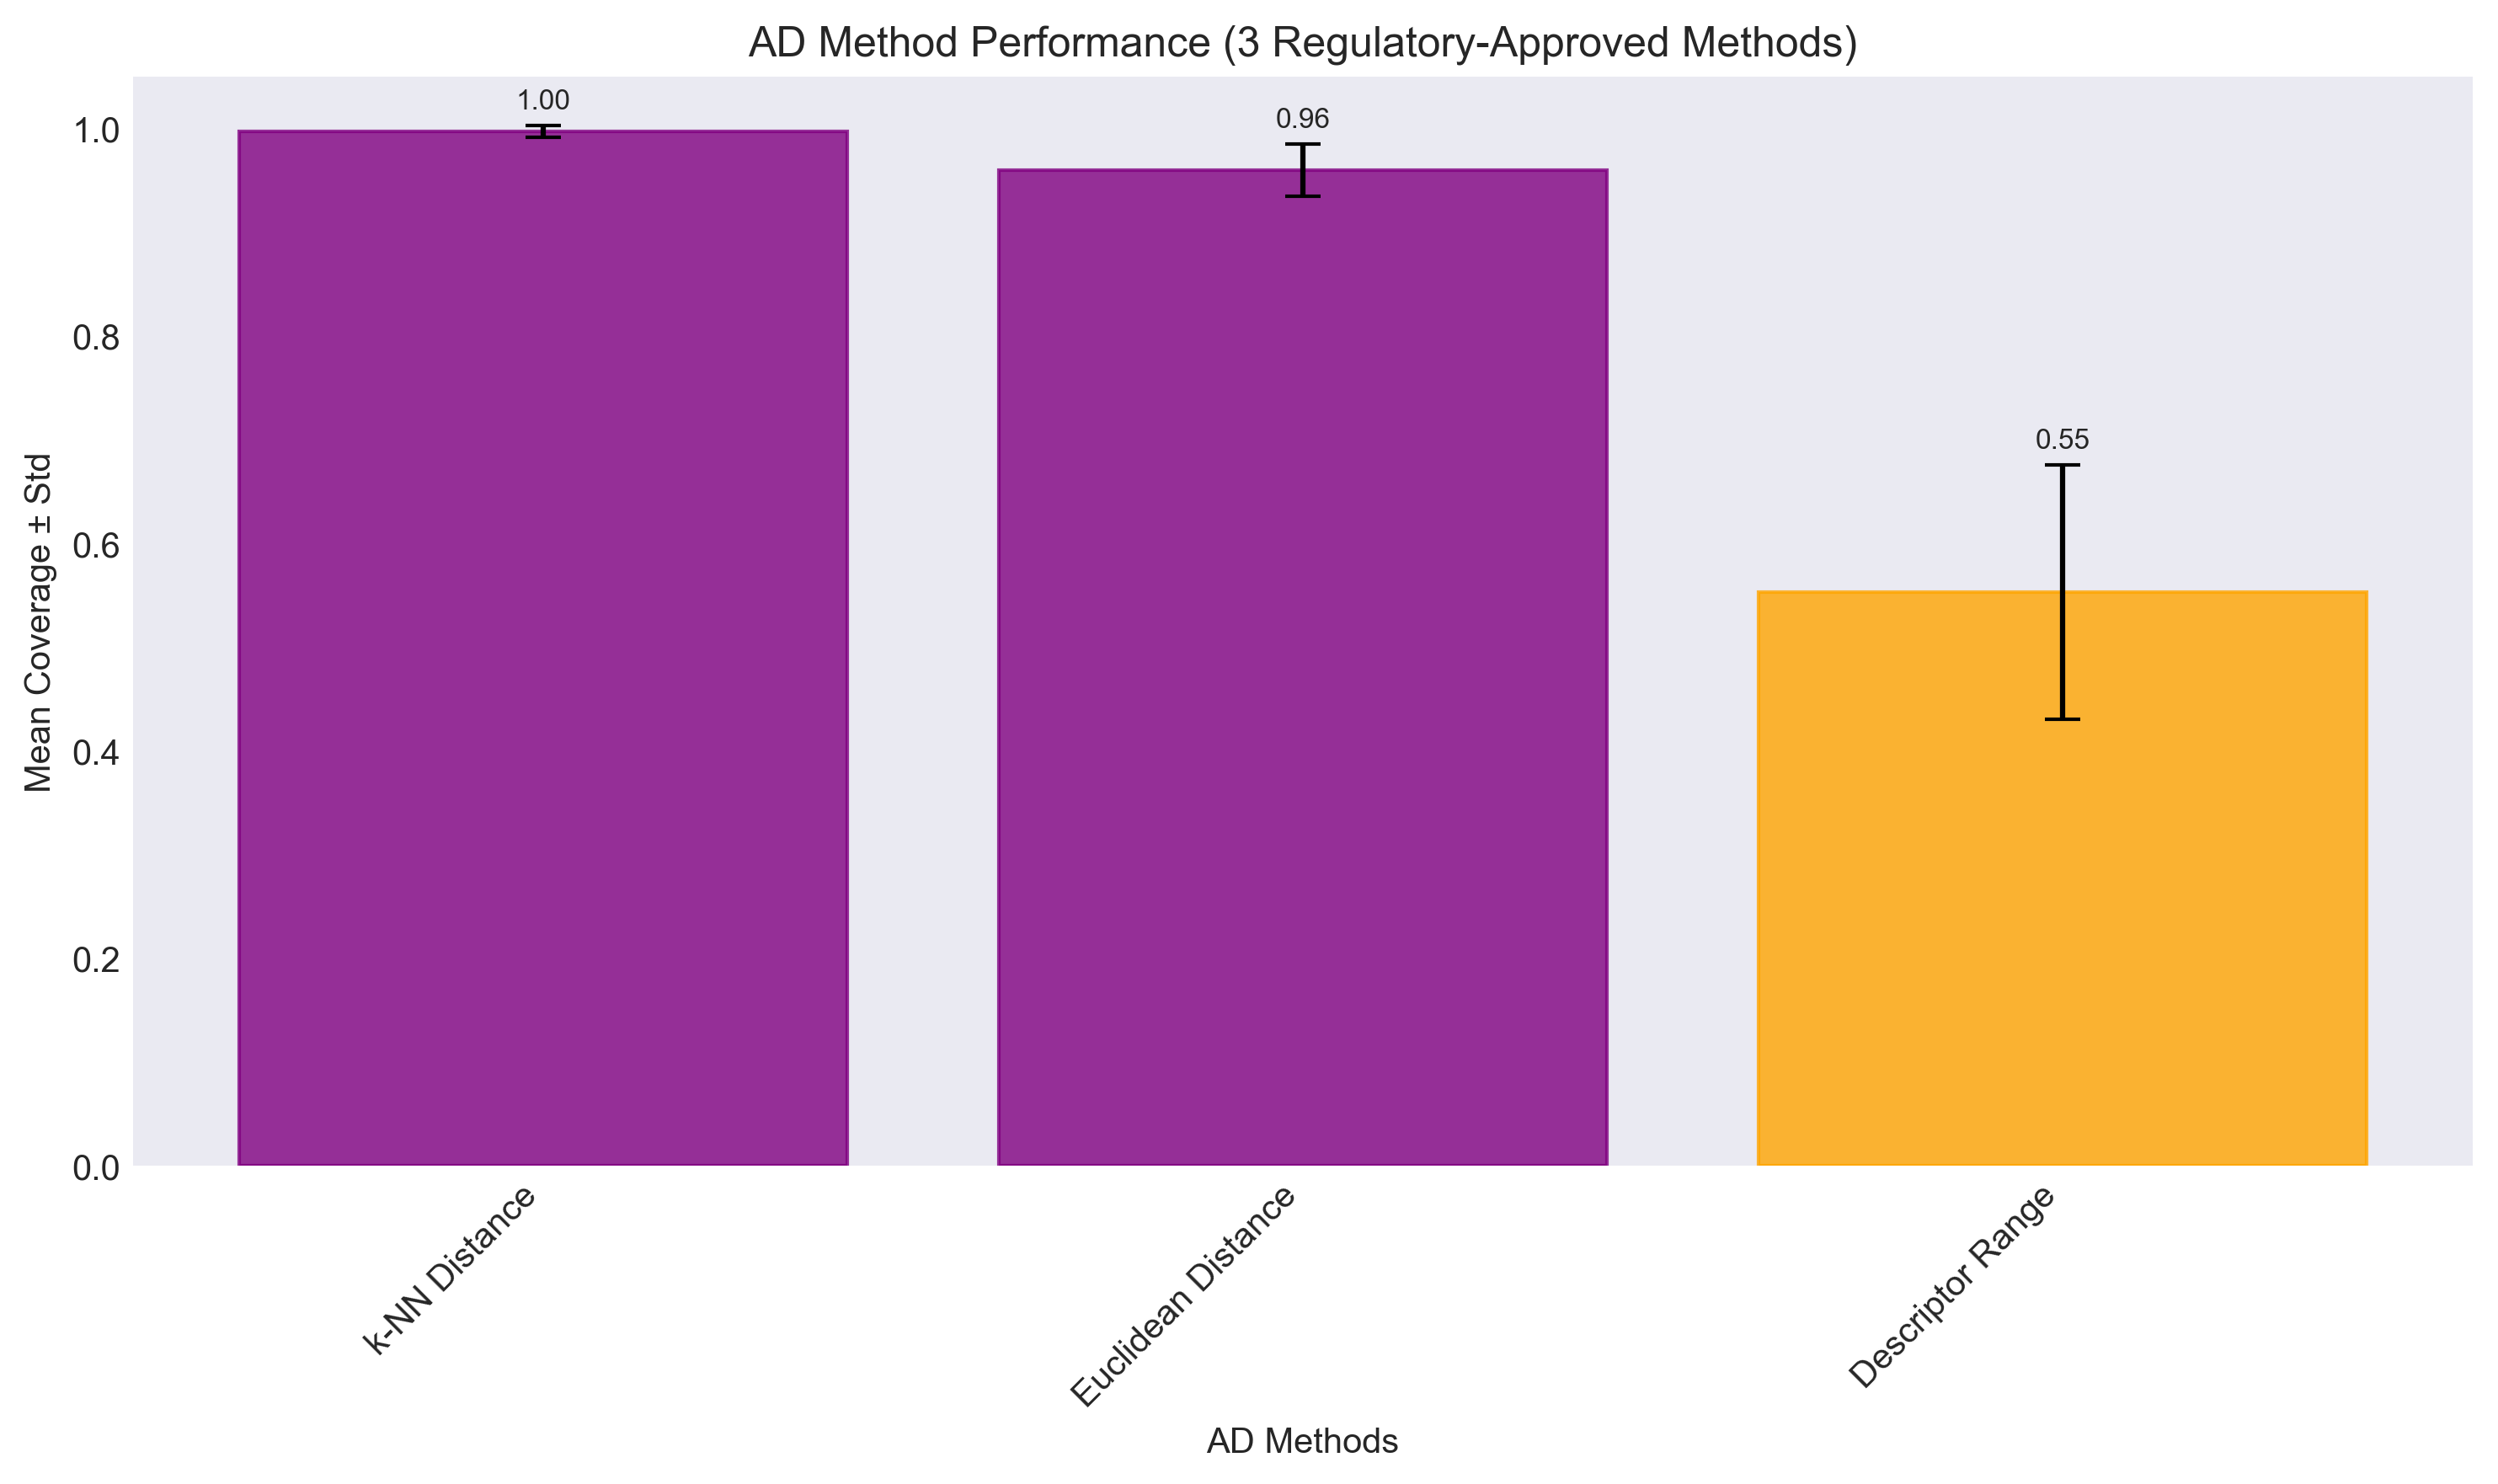 AD Method Performance (3 Regulatory-Approved Methods)
Mean Coverage ± Std
1.0
0.8
0.6
0.4
0.2
0.0
1.00
0.96
0.55
k-NN Distance
Euclidean Distance
Descriptor Range
AD Methods